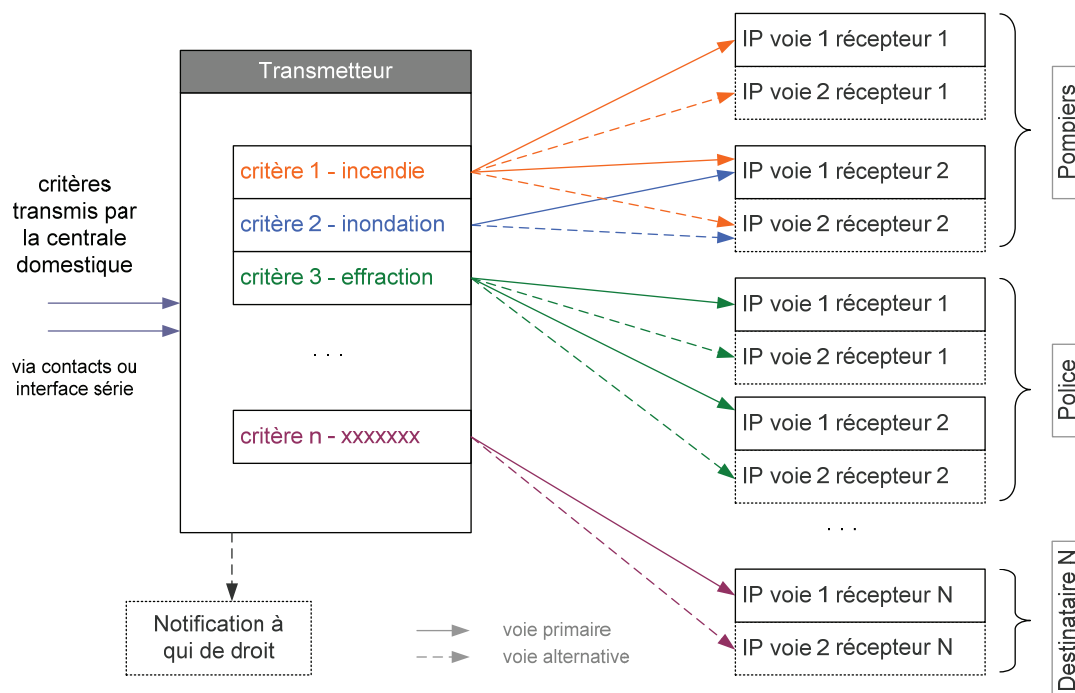 Transmetteur
critères
transmis par
la centrale
domestique
via contacts ou
interface série
critère 1 - incendie
critère 2 - inondation
critère 3 - effraction
. . .
critère n - xxxxxxx
IP voie 1 récepteur 1
IP voie 2 récepteur 1
IP voie 1 récepteur 2
IP voie 2 récepteur 2
Pompiers
IP voie 1 récepteur 1
IP voie 2 récepteur 1
IP voie 1 récepteur 2
IP voie 2 récepteur 2
Police
. . .
IP voie 1 récepteur N
IP voie 2 récepteur N
Destinataire N
Notification à
qui de droit
voie primaire
voie alternative